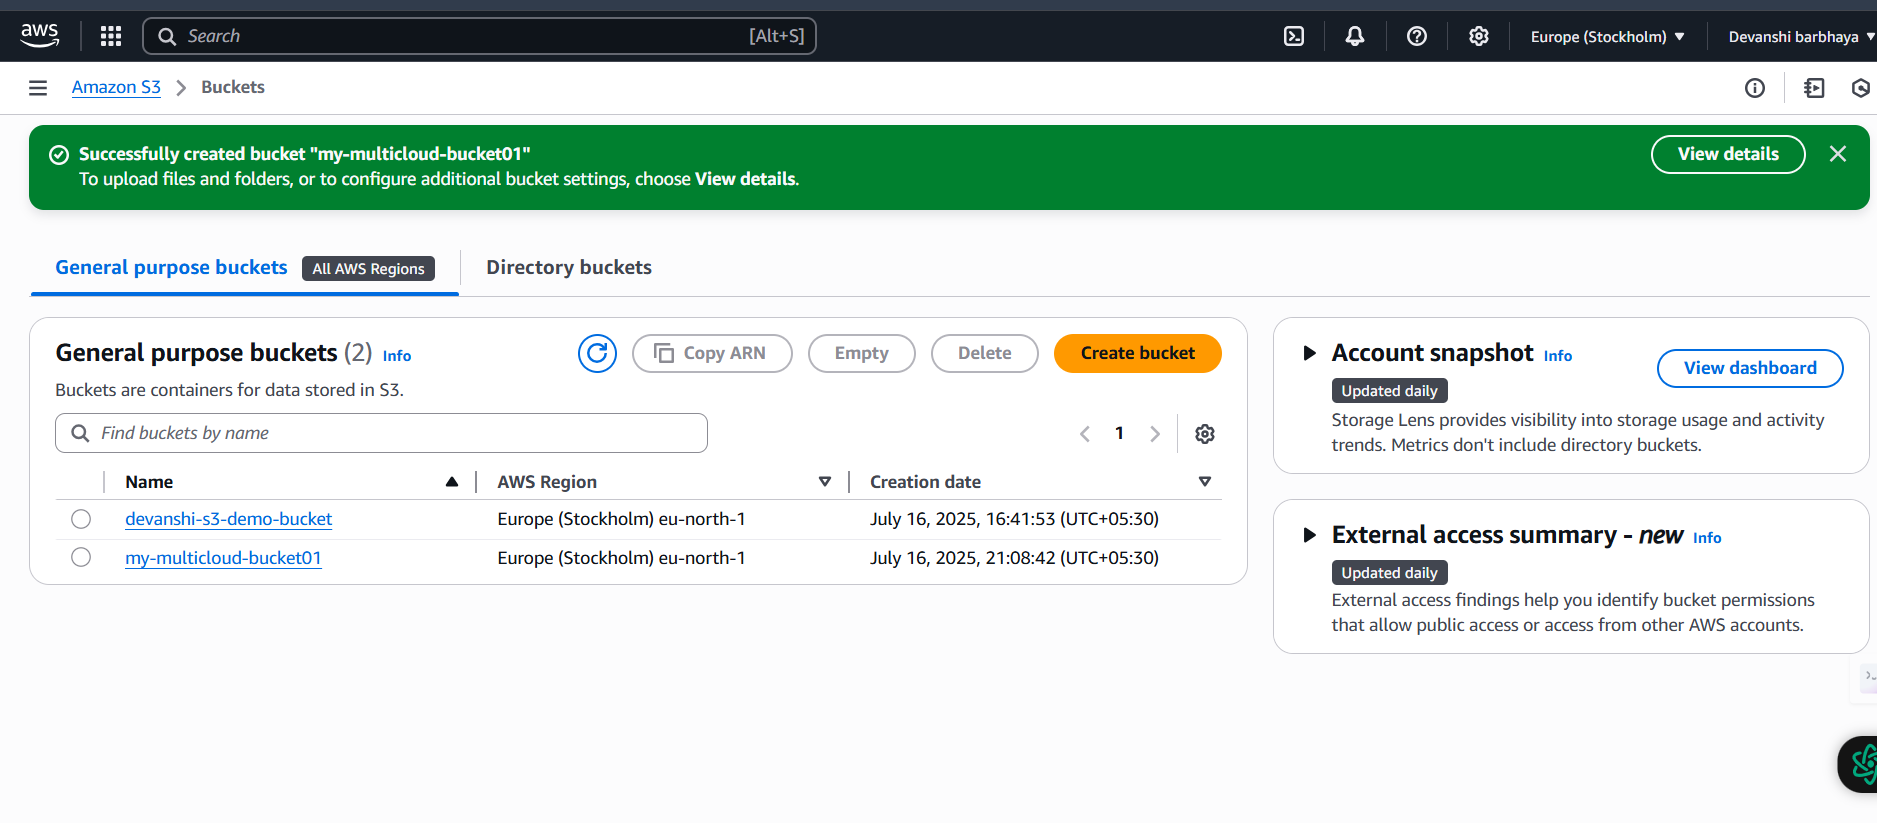 aws
Search [Alt+S]
Europe (Stockholm)
Devanshi barbhaya
Amazon S3 Buckets
Successfully created bucket "my-multicloud-bucket01"
To upload files and folders, or to configure additional bucket settings, choose View details.
View details
General purpose buckets All AWS Regions
Directory buckets
General purpose buckets (2) Info
Copy ARN
Empty
Delete
Create bucket
Buckets are containers for data stored in S3.
Find buckets by name
1
Name AWS Region Creation date
devanshi-s3-demo-bucket Europe (Stockholm) eu-north-1 July 16, 2025, 16:41:53 (UTC+05:30)
my-multicloud-bucket01 Europe (Stockholm) eu-north-1 July 16, 2025, 21:08:42 (UTC+05:30)
Account snapshot Info
View dashboard
Updated daily
Storage Lens provides visibility into storage usage and activity
trends. Metrics don't include directory buckets.
External access summary - new Info
Updated daily
External access findings help you identify bucket permissions
that allow public access or access from other AWS accounts.